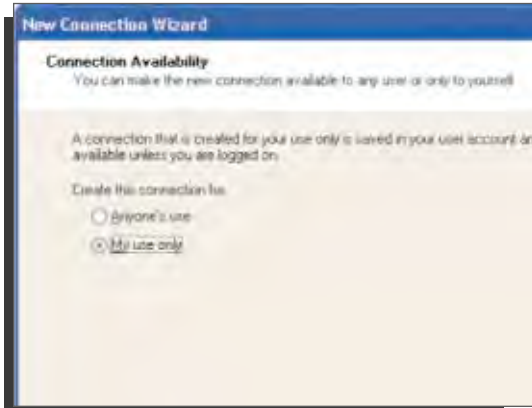 New Connection Wizard
Connection Availability
You can make the new connection available to any user or only to yourself
A connection that is created for your use only is saved in your user account an
available unless you are logged on.
Create this connection for:
Anyone's use
My use only